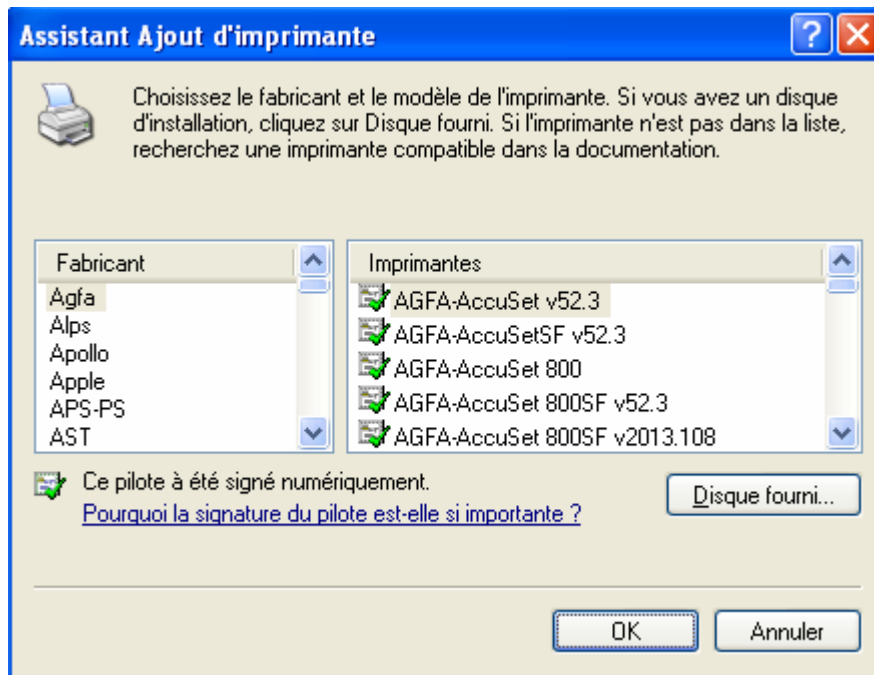 Assistant Ajout d'imprimante
Choisissez le fabricant et le modèle de l'imprimante. Si vous avez un disque
d'installation, cliquez sur Disque fourni. Si l'imprimante n'est pas dans la liste,
recherchez une imprimante compatible dans la documentation.
Fabricant
Agfa
Alps
Apollo
Apple
APS-PS
AST
Imprimantes
AGFA-AccuSet v52.3
AGFA-AccuSetSF v52.3
AGFA-AccuSet 800
AGFA-AccuSet 800SF v52.3
AGFA-AccuSet 800SF v2013.108
Ce pilote à été signé numériquement.
Pourquoi la signature du pilote est-elle si importante ?
Disque fourni...
OK
Annuler